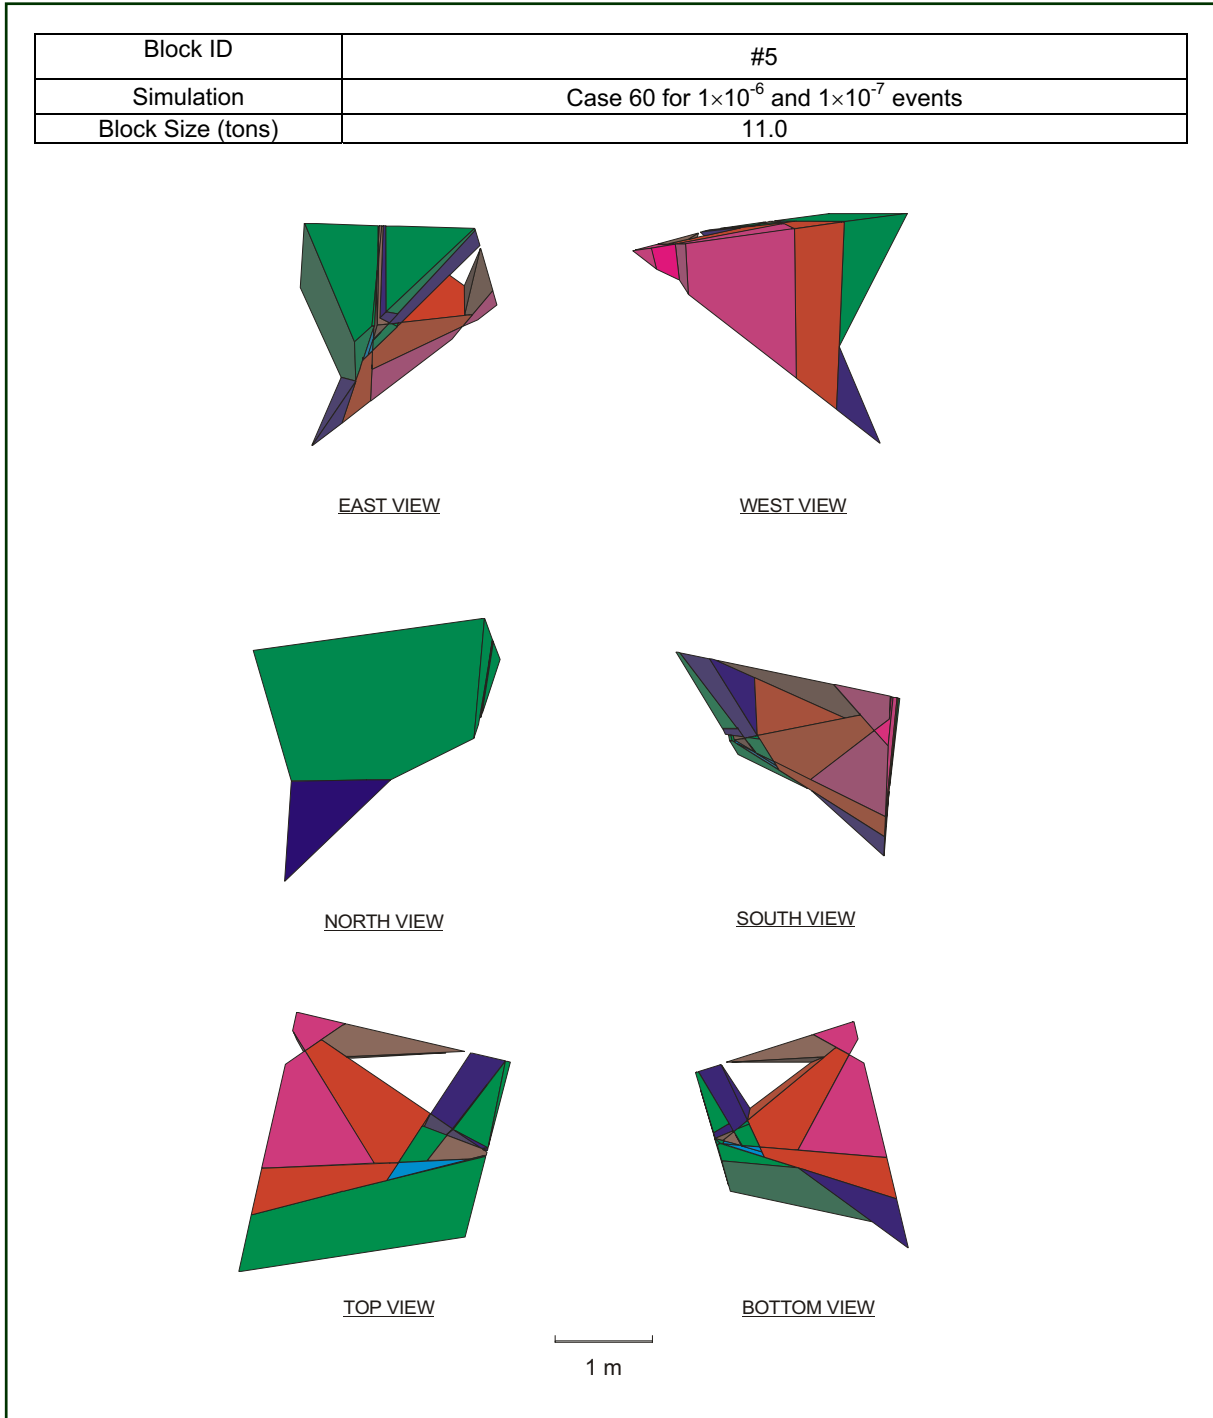 Block ID #5
Simulation Case 60 for 1×10⁻⁶ and 1×10⁻⁷ events
Block Size (tons) 11.0
EAST VIEW WEST VIEW
NORTH VIEW SOUTH VIEW
TOP VIEW BOTTOM VIEW
1 m